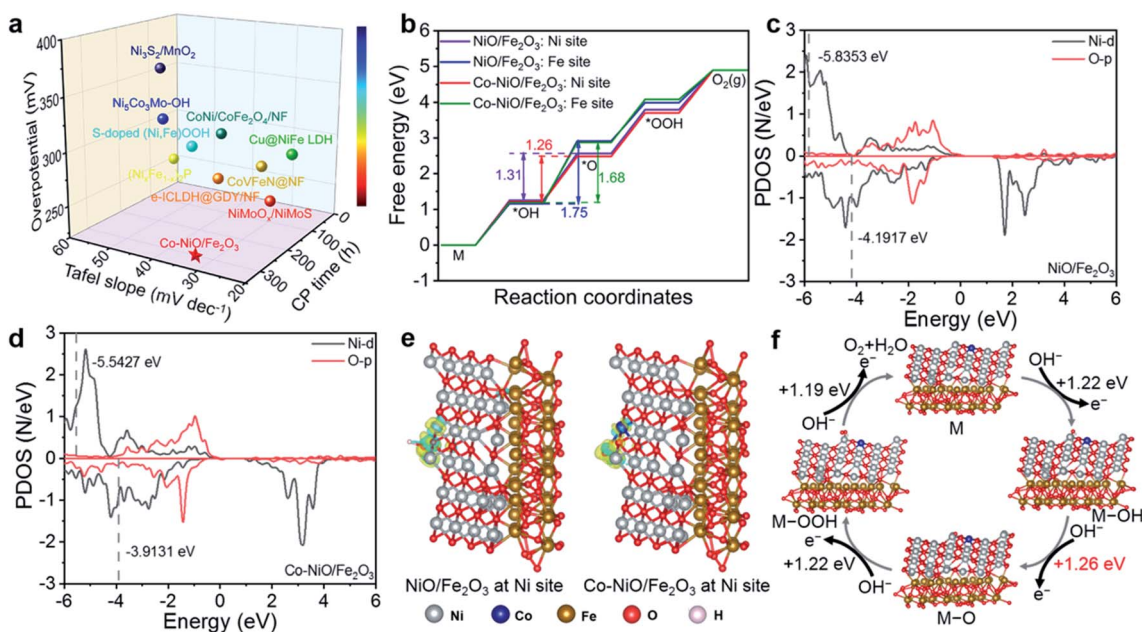 a
400
350
300
250
Overpotential (mV)
Ni₃S₂/MnO₂
Ni₅Co₃Mo-OH
CoNi/CoFe₂O₄/NF
S-doped (Ni,Fe)OOH
Cu@NiFe LDH
CoVFeN@NF
e-ICLDH@GDY/NF
NiMoOₓ/NiMoS
Co-NiO/Fe₂O₃
60
50
40
30
20
Tafel slope (mV dec⁻¹)
0
100
200
300
CP time (h)
b
6
5
4
3
2
1
0
-1
Free energy (eV)
NiO/Fe₂O₃: Ni site
NiO/Fe₂O₃: Fe site
Co-NiO/Fe₂O₃: Ni site
Co-NiO/Fe₂O₃: Fe site
O₂(g)
*OOH
1.26
*O
1.31
1.68
*OH
1.75
M
Reaction coordinates
c
3
2
1
0
-1
-2
-3
PDOS (N/eV)
-5.8353 eV
Ni-d
O-p
-4.1917 eV
NiO/Fe₂O₃
-6 -4 -2 0 2 4 6
Energy (eV)
d
3
2
1
0
-1
-2
-3
PDOS (N/eV)
-5.5427 eV
Ni-d
O-p
-3.9131 eV
Co-NiO/Fe₂O₃
-6 -4 -2 0 2 4 6
Energy (eV)
e
NiO/Fe₂O₃ at Ni site
Co-NiO/Fe₂O₃ at Ni site
Ni Co Fe O H
f
O₂+H₂O
e⁻
+1.19 eV
OH⁻
M
OH⁻
+1.22 eV
e⁻
M–OOH
e⁻
+1.22 eV
OH⁻
M–OH
OH⁻
+1.26 eV
e⁻
M–O